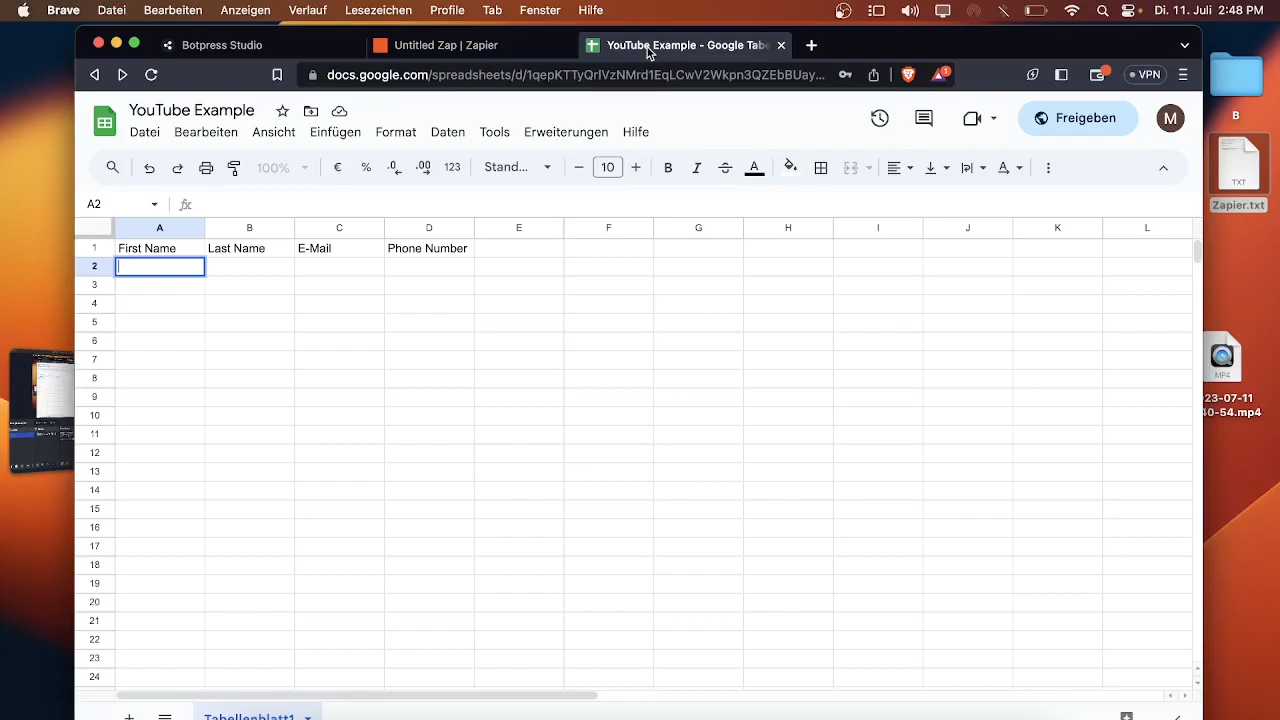 Brave Datei Bearbeiten Anzeigen Verlauf Lesezeichen Profile Tab Fenster Hilfe Di. 11. Juli 2:48 PM
Botpress Studio Untitled Zap | Zapier YouTube Example - Google Tabe
docs.google.com/spreadsheets/d/1qepKTTyQrIVzNMrd1EqLCwV2Wkpn3QZEbBUay... 1 VPN
YouTube Example
Freigeben M
Datei Bearbeiten Ansicht Einfügen Format Daten Tools Erweiterungen Hilfe
100% € % .0 .00 123 Stand... 10 B I S A
A2 fx
A B C D E F G H I J K L
1 First Name Last Name E-Mail Phone Number
2
3
4
5
6
7
8
9
10
11
12
13
14
15
16
17
18
19
20
21
22
23
24
Tabellenblatt1
B
TXT
Zapier.txt
MP4
23-07-11
40-54.mp4